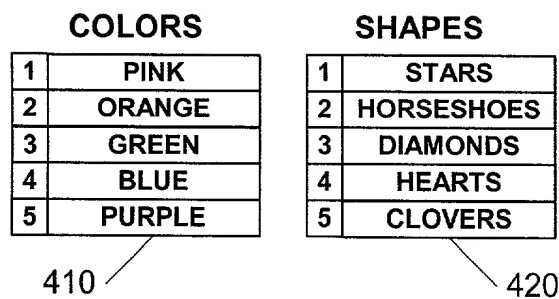 COLORS
1 PINK
2 ORANGE
3 GREEN
4 BLUE
5 PURPLE
410
SHAPES
1 STARS
2 HORSESHOES
3 DIAMONDS
4 HEARTS
5 CLOVERS
420